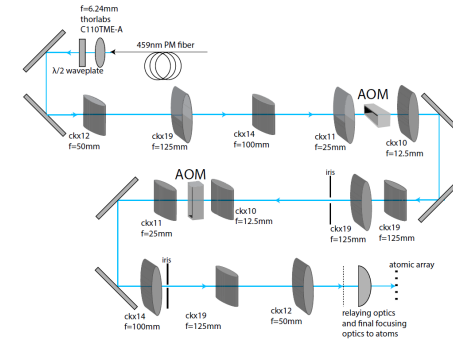 f=6.24mm
thorlabs
C110TME-A
459nm PM fiber
λ/2 waveplate
AOM
ckx12
f=50mm
ckx19
f=125mm
ckx14
f=100mm
ckx11
f=25mm
ckx10
f=12.5mm
AOM
iris
ckx11
f=25mm
ckx10
f=12.5mm
ckx19
f=125mm
ckx19
f=125mm
iris
atomic array
ckx14
f=100mm
ckx19
f=125mm
ckx12
f=50mm
relaying optics
and final focusing
optics to atoms